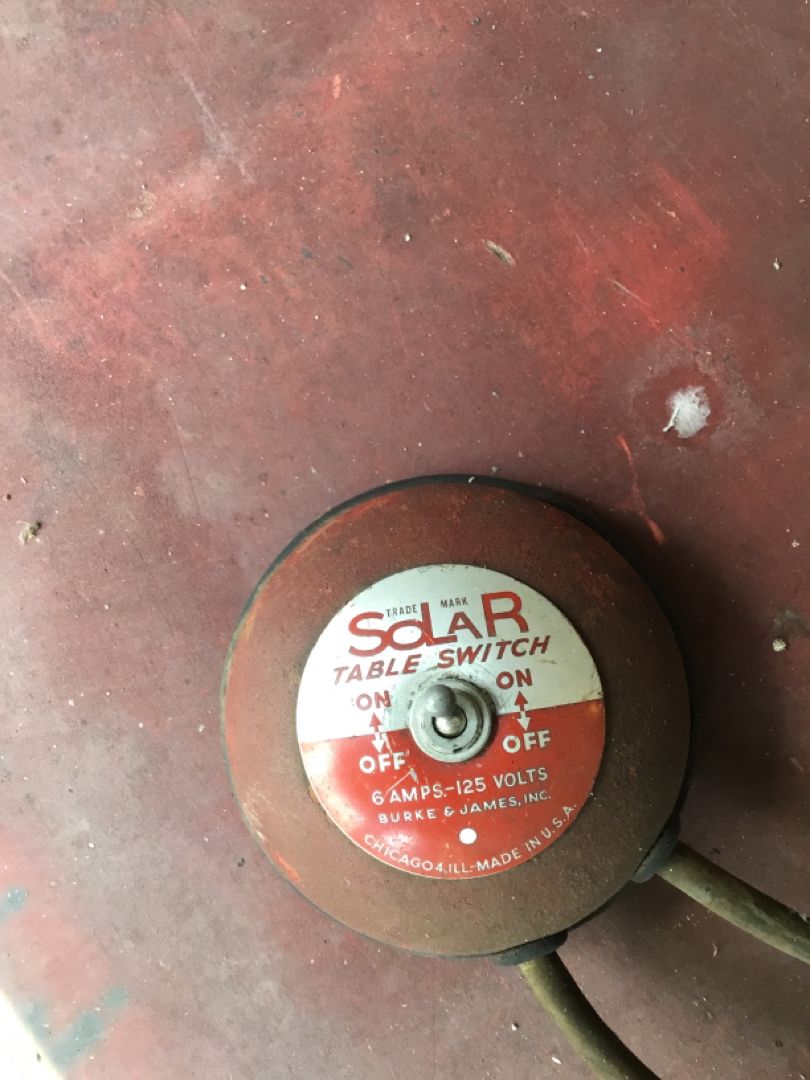 TRADE MARK
SOLAR
TABLE SWITCH
ON ON
OFF OFF
6 AMPS.-125 VOLTS
BURKE & JAMES, INC.
CHICAGO 4, ILL.-MADE IN U.S.A.